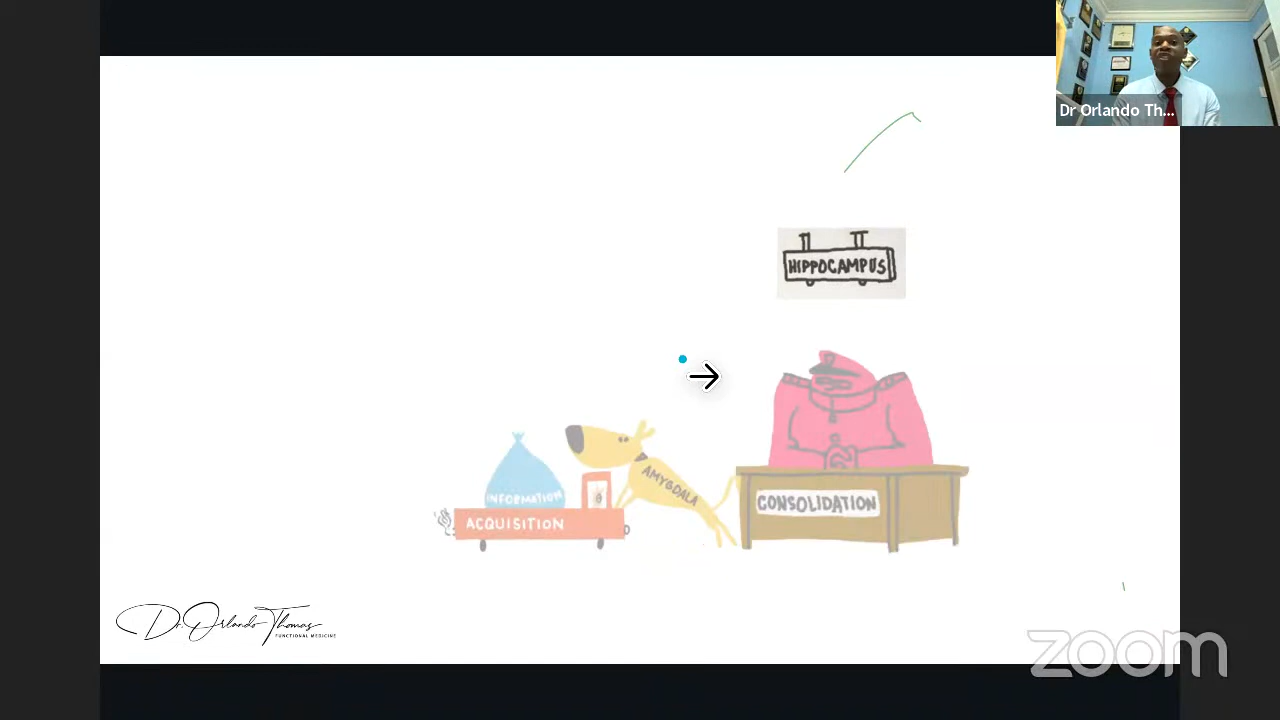 Dr Orlando Th...
HIPPOCAMPUS
AMYGDALA
INFORMATION
ACQUISITION
CONSOLIDATION
Dr. Orlando Thomas
FUNCTIONAL MEDICINE
zoom